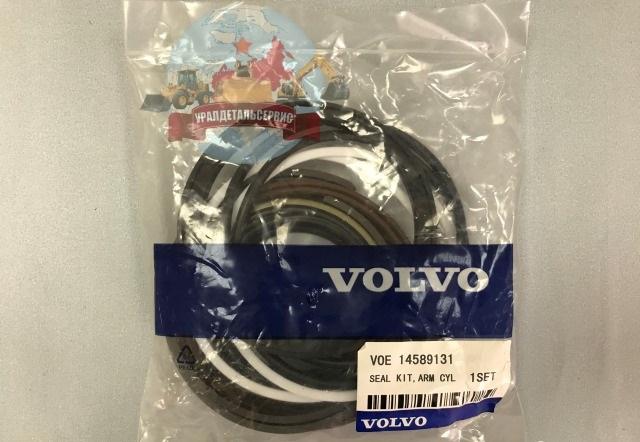 УРАЛДЕТАЛЬСЕРВИС
VOLVO
VOE 14589131
SEAL KIT, ARM CYL 1SET
VOLVO